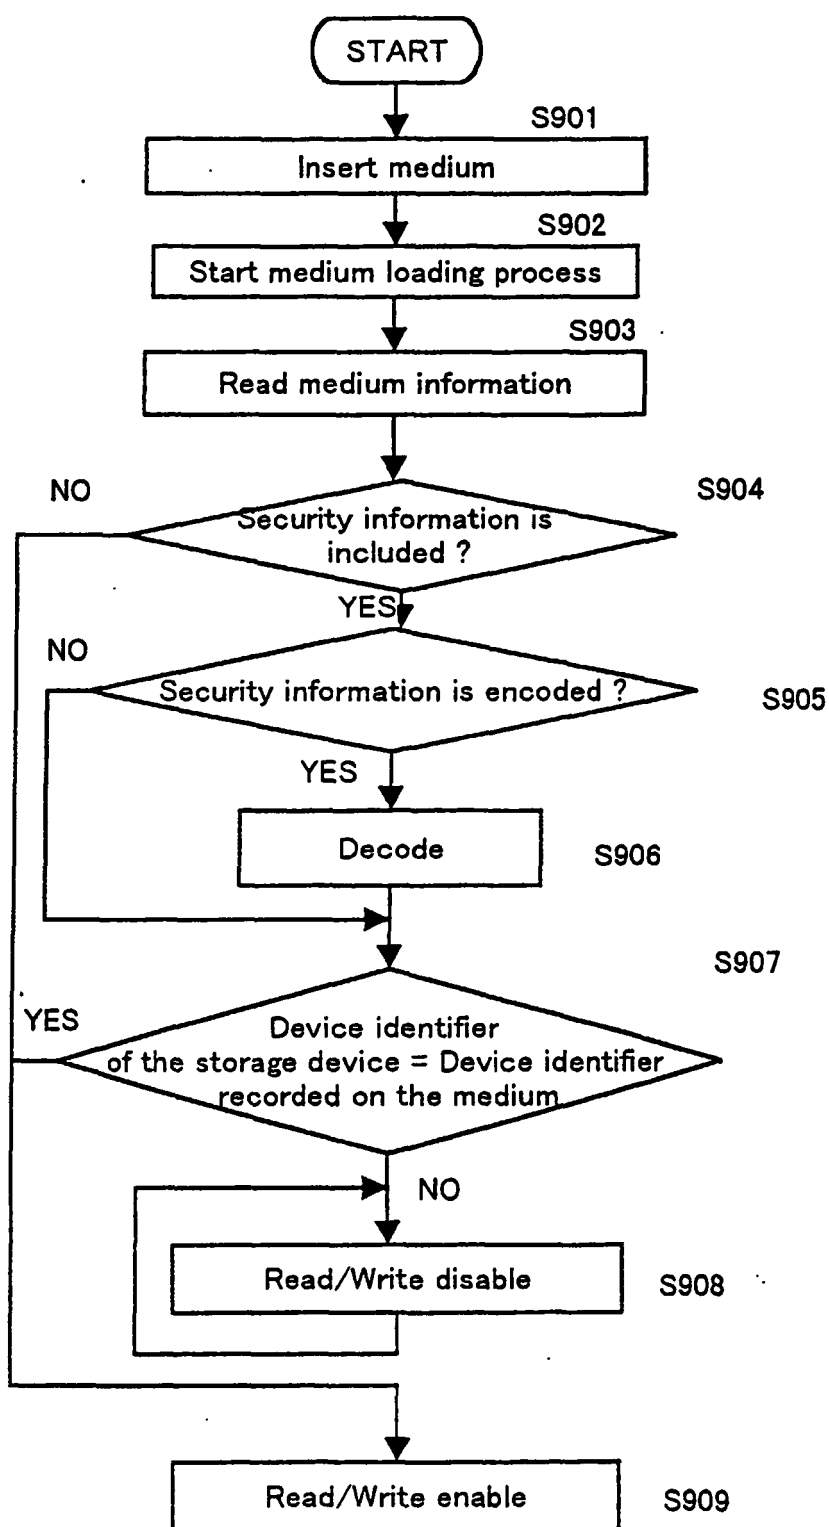 START
S901
Insert medium
S902
Start medium loading process
S903
Read medium information
NO
S904
Security information is
included ?
YES
NO
Security information is encoded ?
S905
YES
Decode
S906
S907
YES
Device identifier
of the storage device = Device identifier
recorded on the medium
NO
Read/Write disable
S908
Read/Write enable
S909